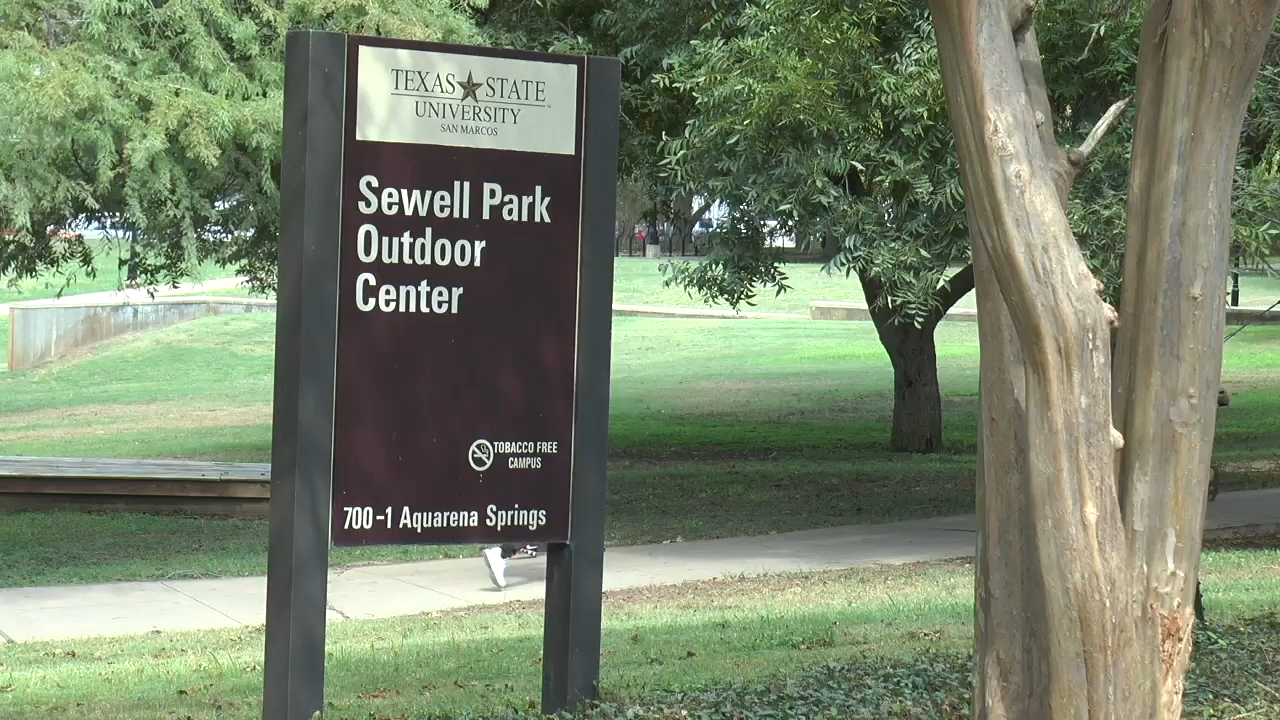 TEXAS STATE
UNIVERSITY
SAN MARCOS
Sewell Park
Outdoor
Center
TOBACCO FREE
CAMPUS
700-1 Aquarena Springs